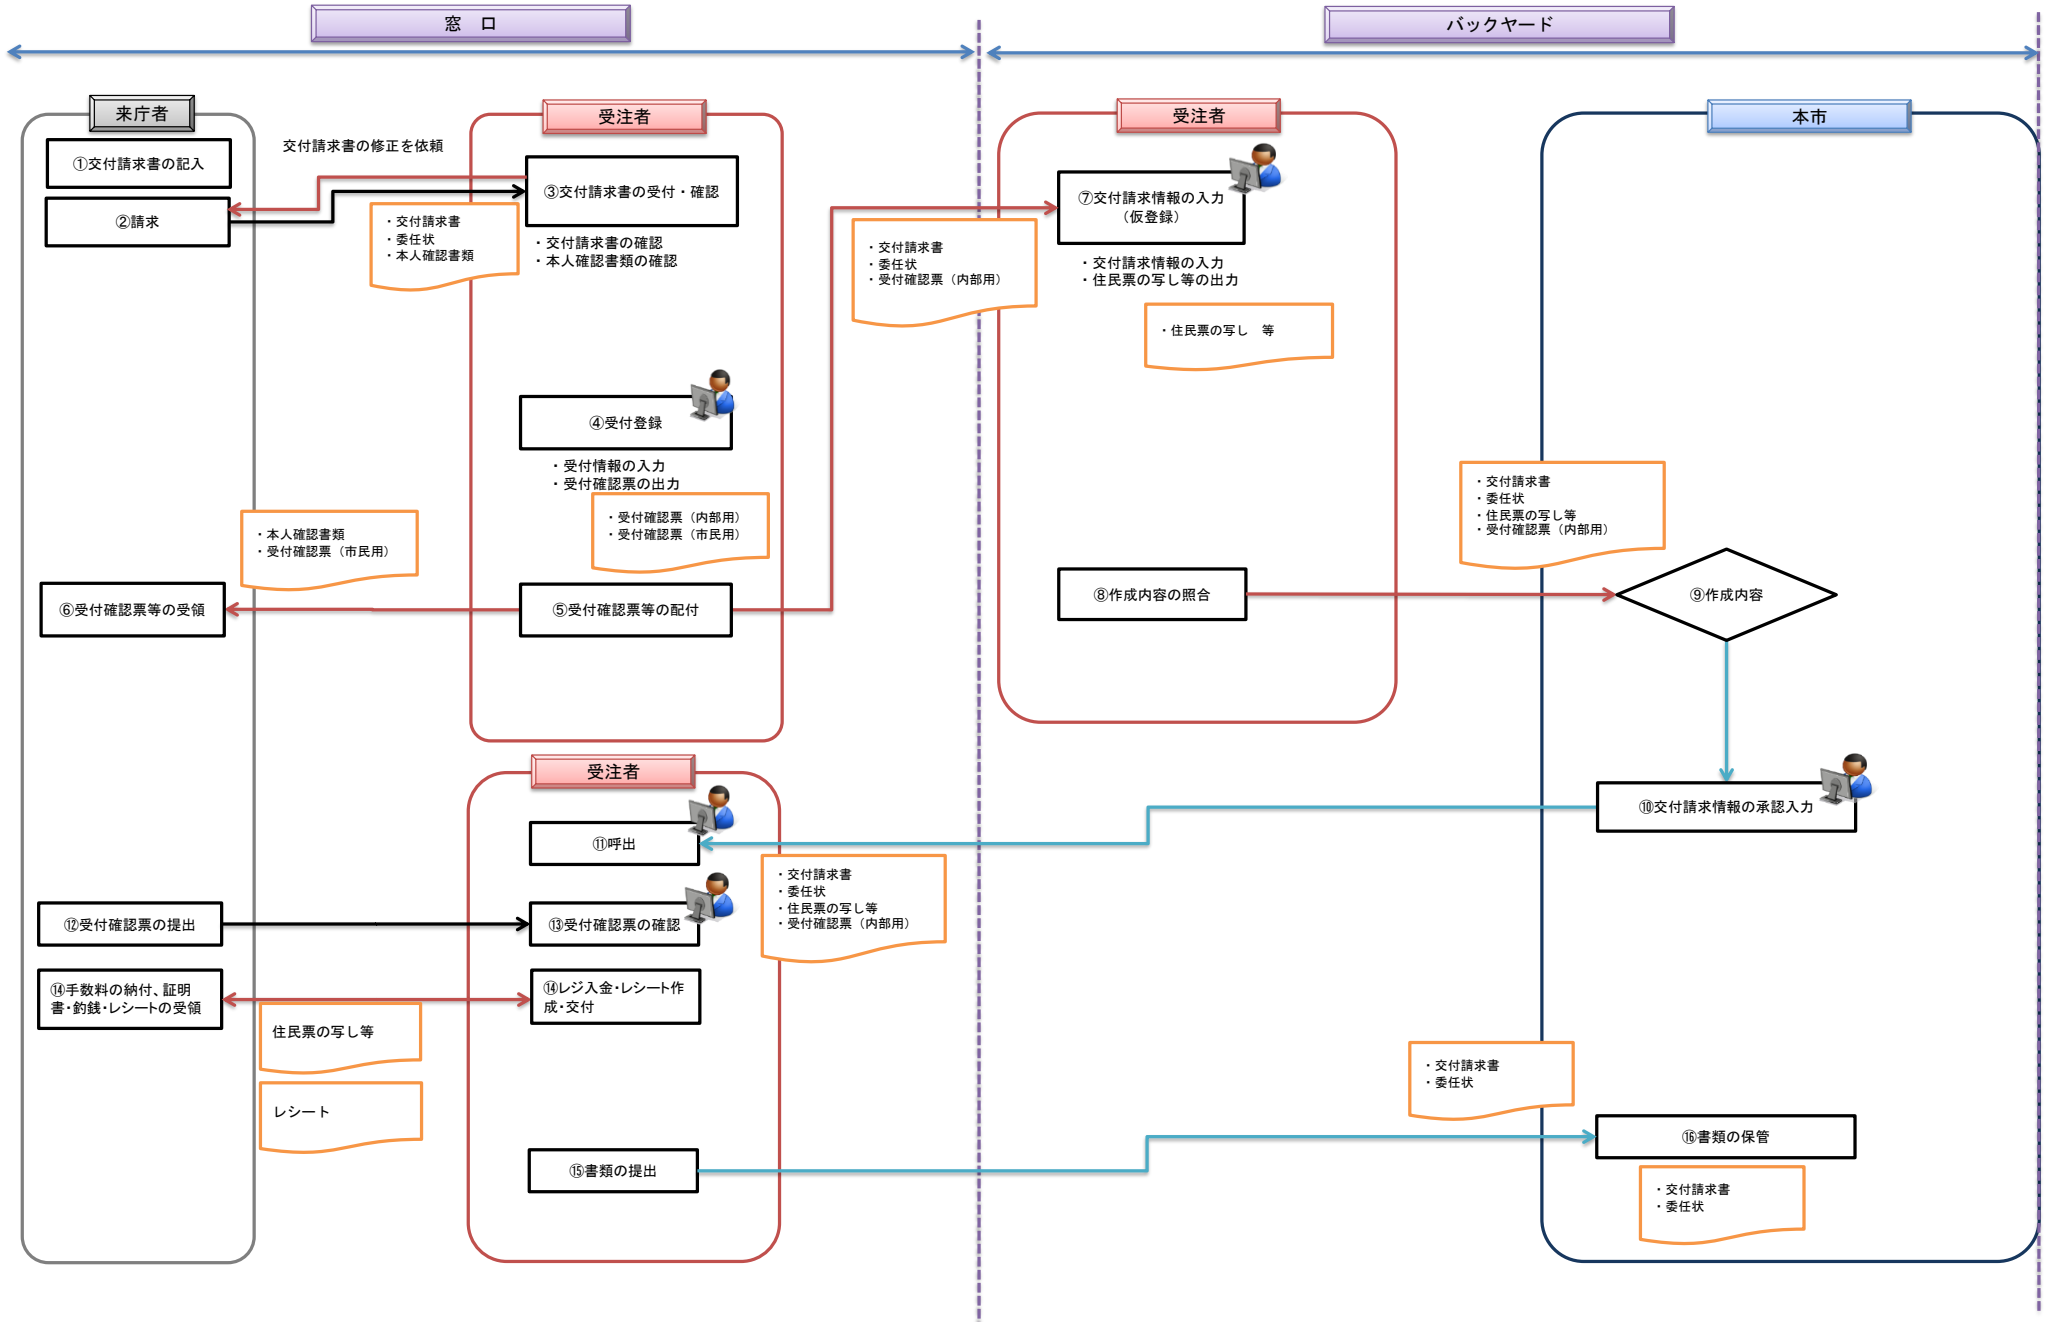 窓　口
バックヤード
来庁者
受注者
受注者
本市
①交付請求書の記入
交付請求書の修正を依頼
②請求
③交付請求書の受付・確認
・交付請求書
・委任状
・本人確認書類
・交付請求書の確認
・本人確認書類の確認
・交付請求書
・委任状
・受付確認票（内部用）
⑦交付請求情報の入力
（仮登録）
・交付請求情報の入力
・住民票の写し等の出力
・住民票の写し　等
④受付登録
・受付情報の入力
・受付確認票の出力
・受付確認票（内部用）
・受付確認票（市民用）
・本人確認書類
・受付確認票（市民用）
⑥受付確認票等の受領
⑤受付確認票等の配付
⑧作成内容の照合
・交付請求書
・委任状
・住民票の写し等
・受付確認票（内部用）
⑨作成内容
受注者
⑩交付請求情報の承認入力
⑪呼出
・交付請求書
・委任状
・住民票の写し等
・受付確認票（内部用）
⑫受付確認票の提出
⑬受付確認票の確認
⑭手数料の納付、証明
書・釣銭・レシートの受領
⑭レジ入金・レシート作
成・交付
住民票の写し等
レシート
・交付請求書
・委任状
⑮書類の提出
⑯書類の保管
・交付請求書
・委任状